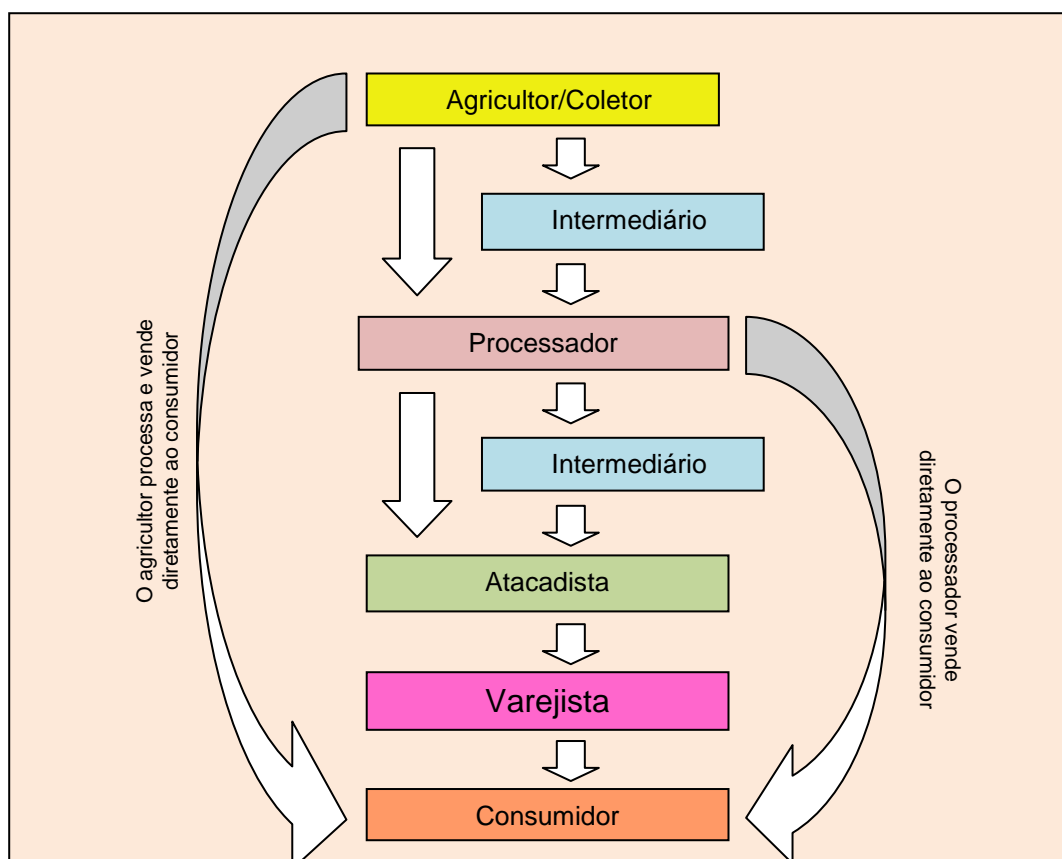 Agricultor/Coletor
Intermediário
Processador
Intermediário
Atacadista
Varejista
Consumidor
O agricultor processa e vende
diretamente ao consumidor
O processador vende
diretamente ao consumidor